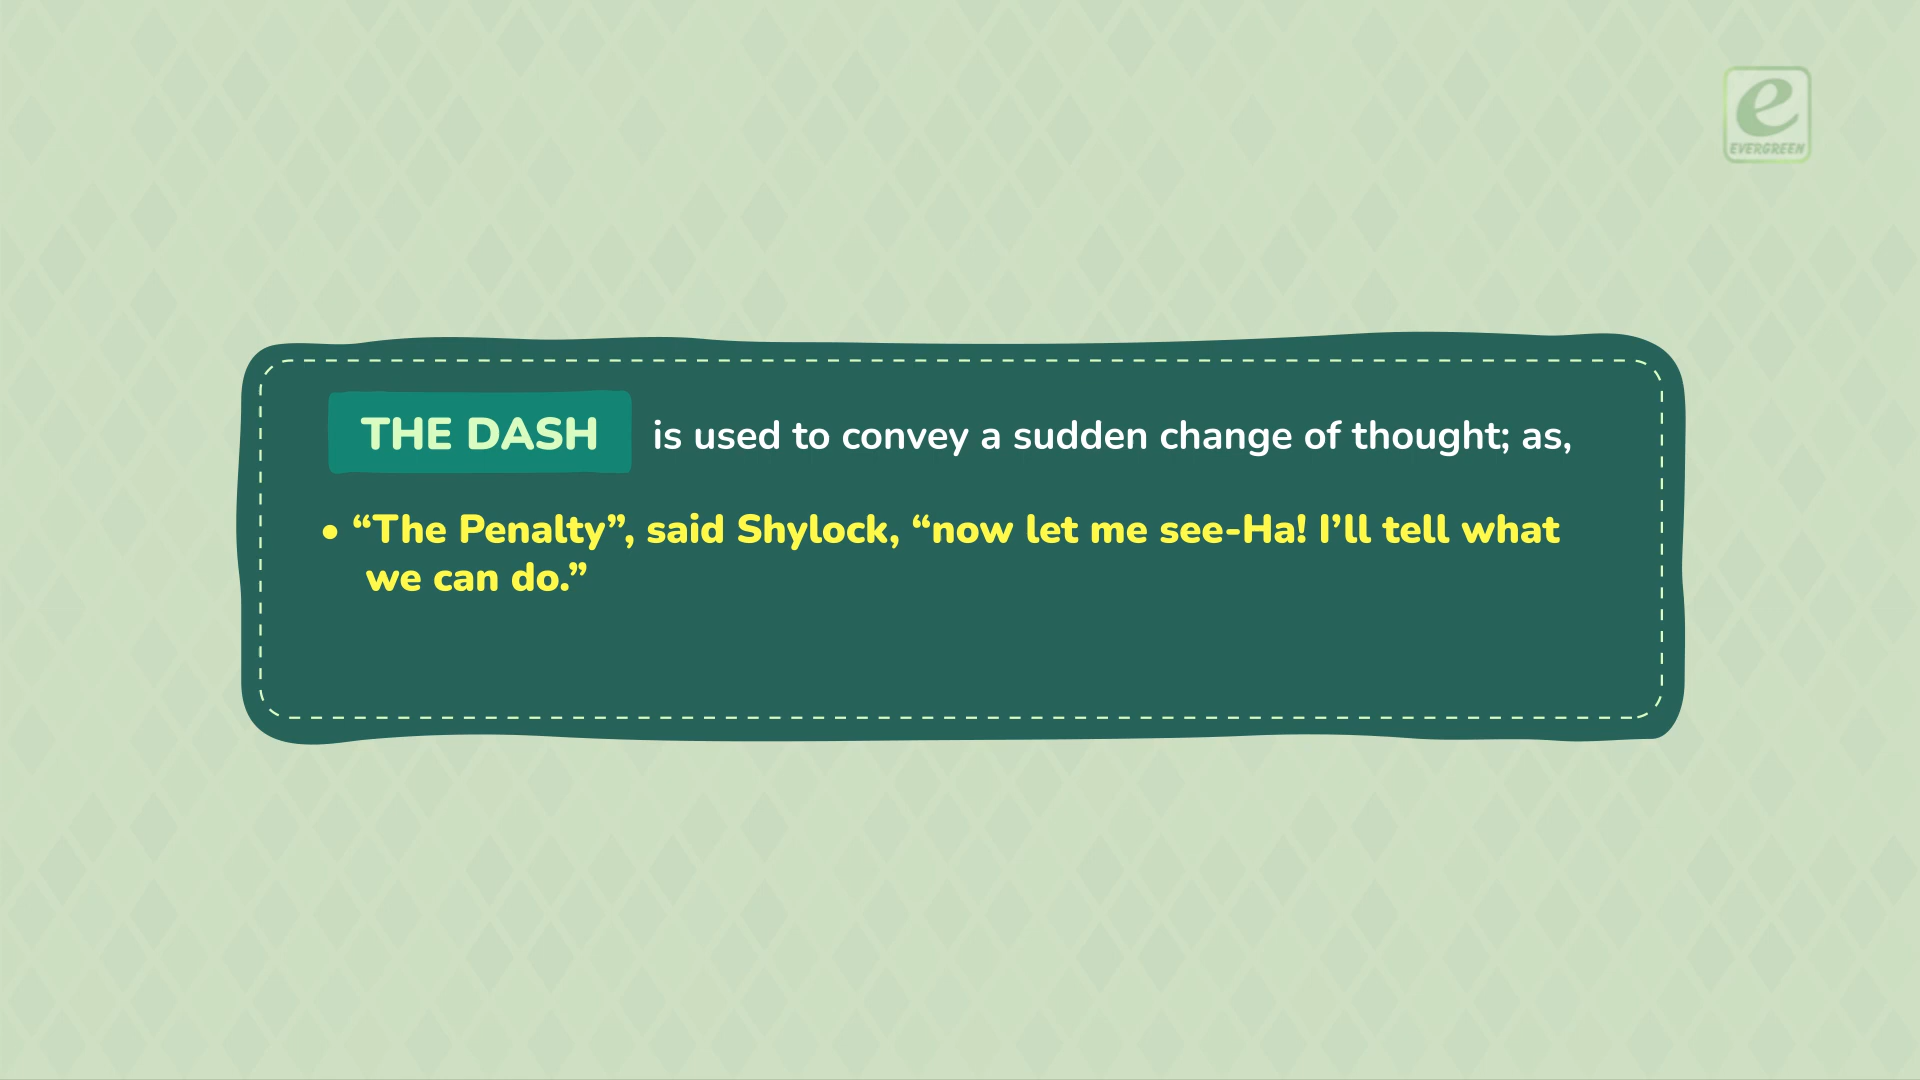 e
EVERGREEN
THE DASH is used to convey a sudden change of thought; as,
• “The Penalty”, said Shylock, “now let me see-Ha! I’ll tell what
we can do.”